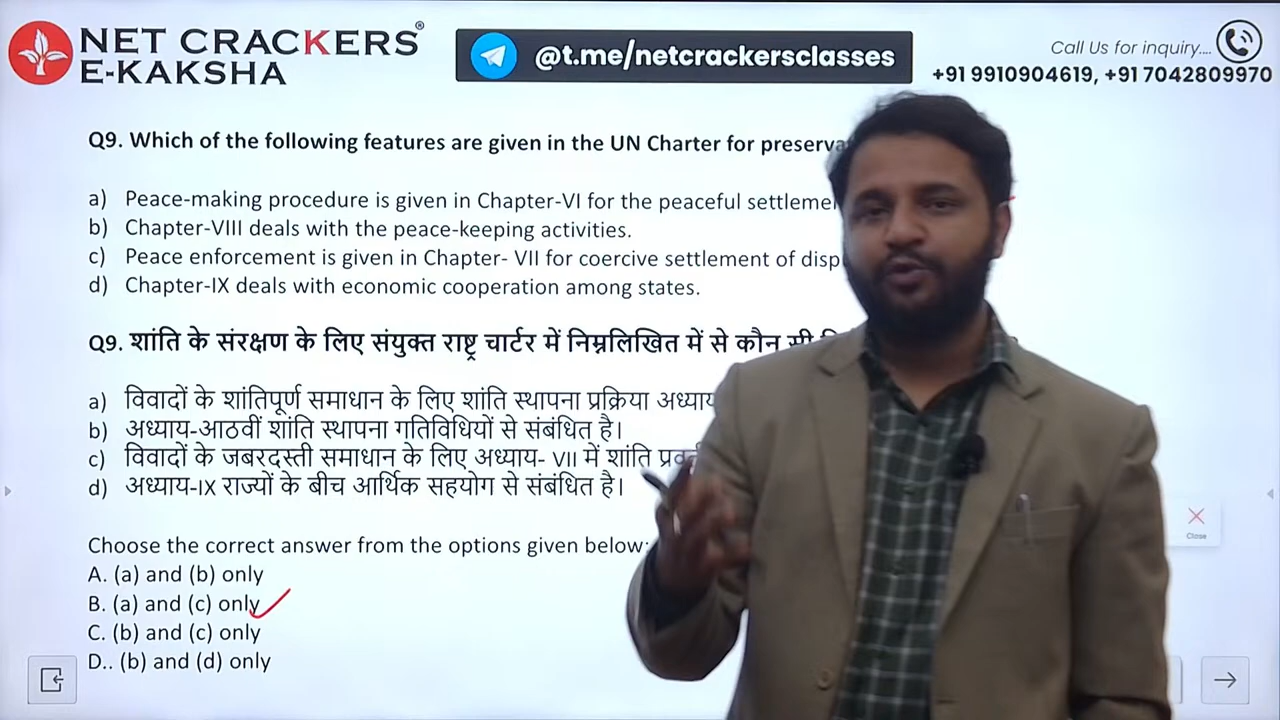 NET CRACKERS®
E-KAKSHA
@t.me/netcrackersclasses
Call Us for inquiry....
+91 9910904619, +91 7042809970
Q9. Which of the following features are given in the UN Charter for
a) Peace-making procedure is given in Chapter-VI for the peaceful
b) Chapter-VIII deals with the peace-keeping activities.
c) Peace enforcement is given in Chapter- VII for coercive settlement of
d) Chapter-IX deals with economic cooperation among states.
Q9. शांति के संरक्षण के लिए संयुक्त राष्ट्र चार्टर में निम्नलिखित में से कौन सी
a) विवादों के शांतिपूर्ण समाधान के लिए शांति स्थापना प्रक्रिया
b) अध्याय-आठवीं शांति स्थापना गतिविधियों से संबंधित है।
c) विवादों के जबरदस्ती समाधान के लिए अध्याय- VII में शांति
d) अध्याय-IX राज्यों के बीच आर्थिक सहयोग से संबंधित है।
Choose the correct answer from the options given below:
A. (a) and (b) only
B. (a) and (c) only
C. (b) and (c) only
D.. (b) and (d) only
Close